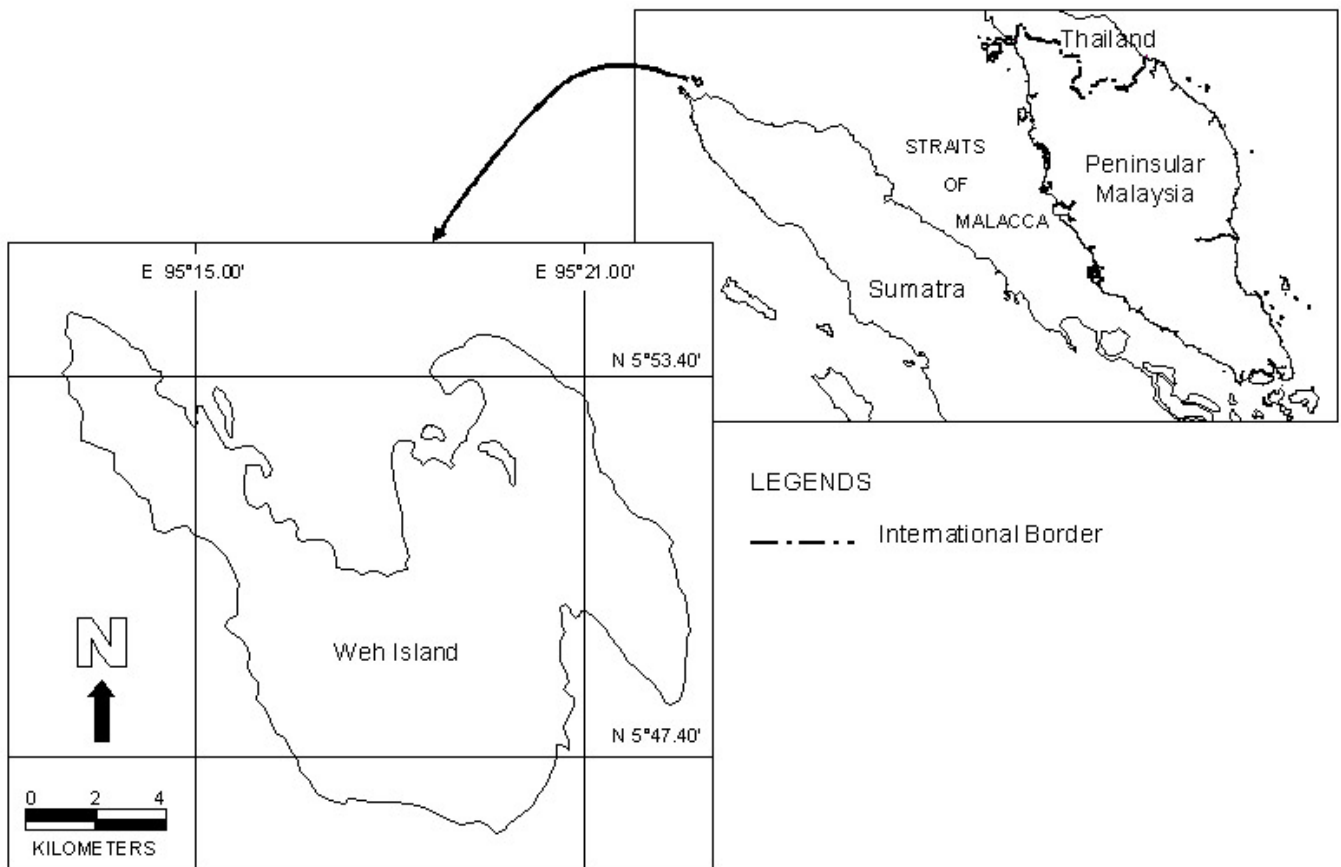 Thailand
STRAITS
OF
MALACCA
Peninsular
Malaysia
Sumatra
E 95°15.00'
E 95°21.00'
N 5°53.40'
LEGENDS
International Border
N
Weh Island
N 5°47.40'
0 2 4
KILOMETERS